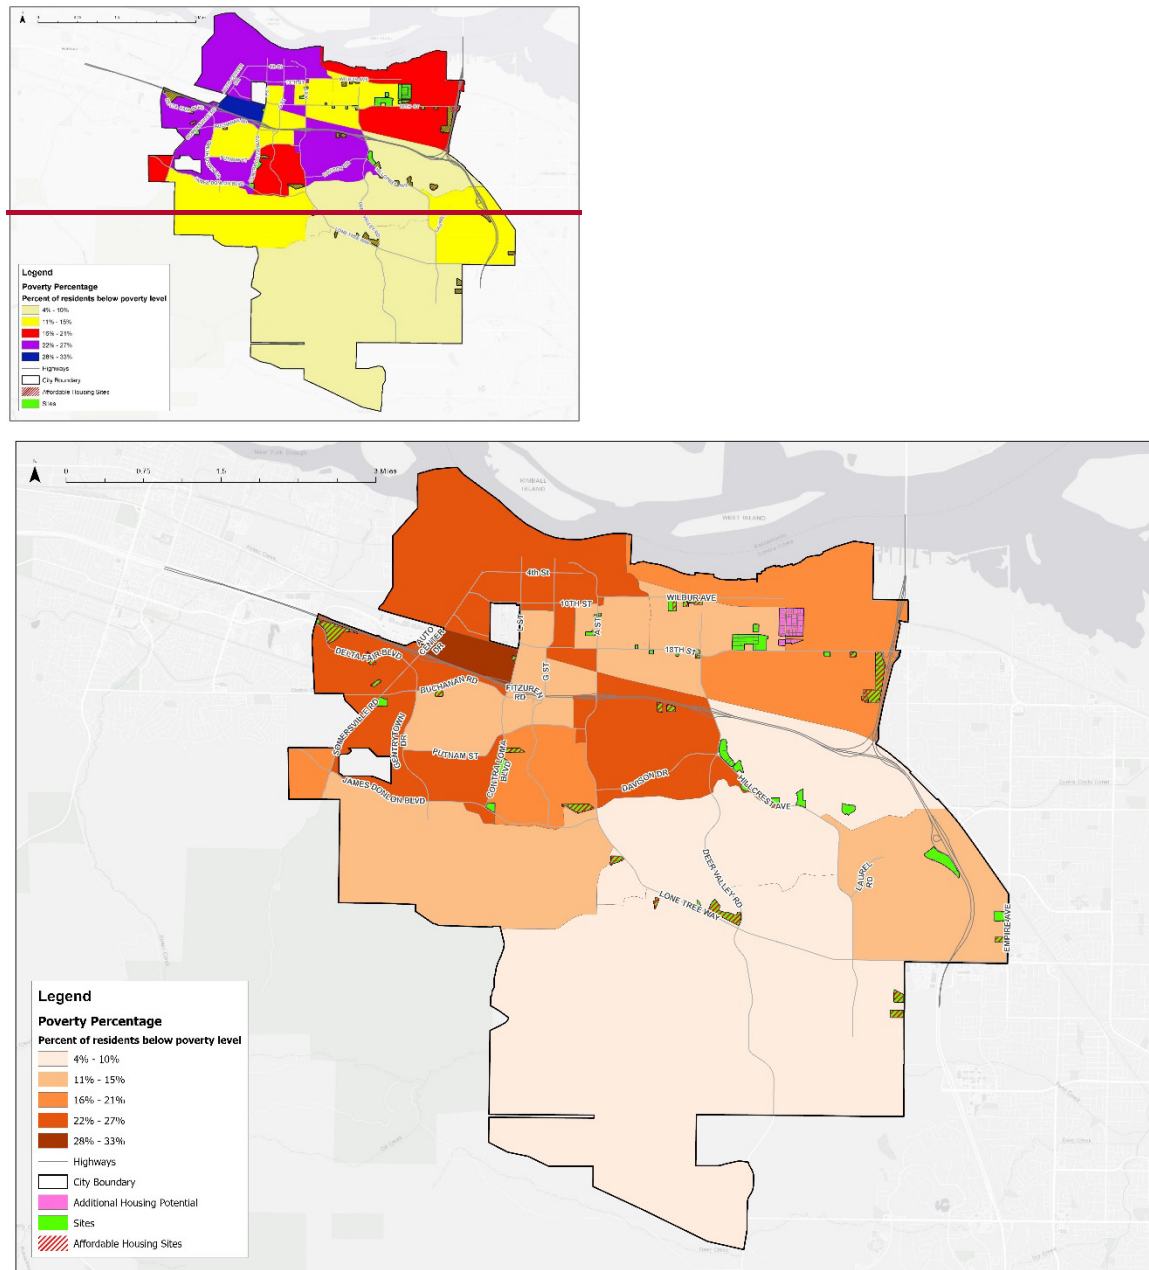 Legend
Poverty Percentage
Percent of residents below poverty level
4% - 10%
11% - 15%
16% - 21%
22% - 27%
28% - 33%
Highways
City Boundary
Affordable Housing Sites
Sites
0 0.75 1.5 3 Miles
KIMBALL
ISLAND
WEST ISLAND
4th St
10TH ST
WILBUR AVE
L ST
A ST
AUTO
CENTER
DR
18TH ST
DELTA FAIR BLVD
G ST
BUCHANAN RD
FITZUREN
RD
SOMERSVILLE RD
GENTRYTOWN
DR
PUTNAM ST
CONTRA LOMA
BLVD
DAVISON DR
JAMES DONLON BLVD
HILLCREST AVE
DEER VALLEY RD
LAUREL
RD
LONE TREE WAY
EMPIRE AVE
Legend
Poverty Percentage
Percent of residents below poverty level
4% - 10%
11% - 15%
16% - 21%
22% - 27%
28% - 33%
Highways
City Boundary
Additional Housing Potential
Sites
Affordable Housing Sites